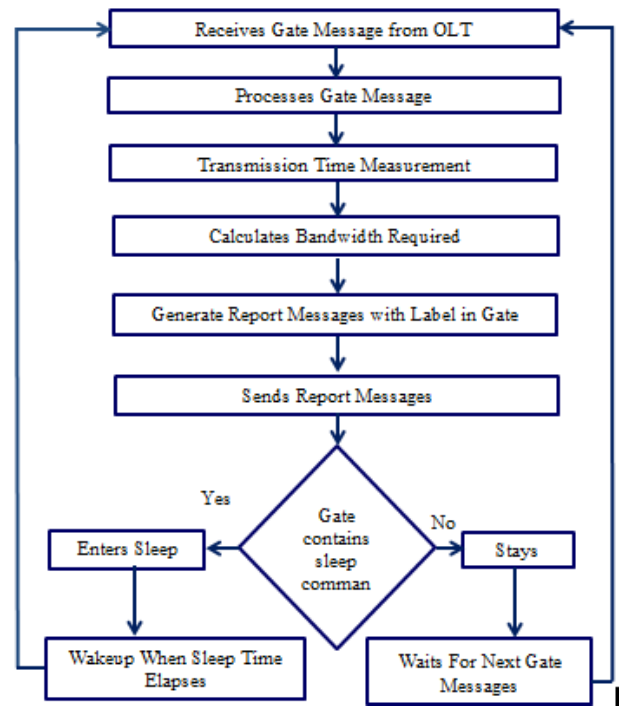 Receives Gate Message from OLT
Processes Gate Message
Transmission Time Measurement
Calculates Bandwidth Required
Generate Report Messages with Label in Gate
Sends Report Messages
Yes
Gate
contains
sleep
comman
No
Enters Sleep
Stays
Wakeup When Sleep Time
Elapses
Waits For Next Gate
Messages